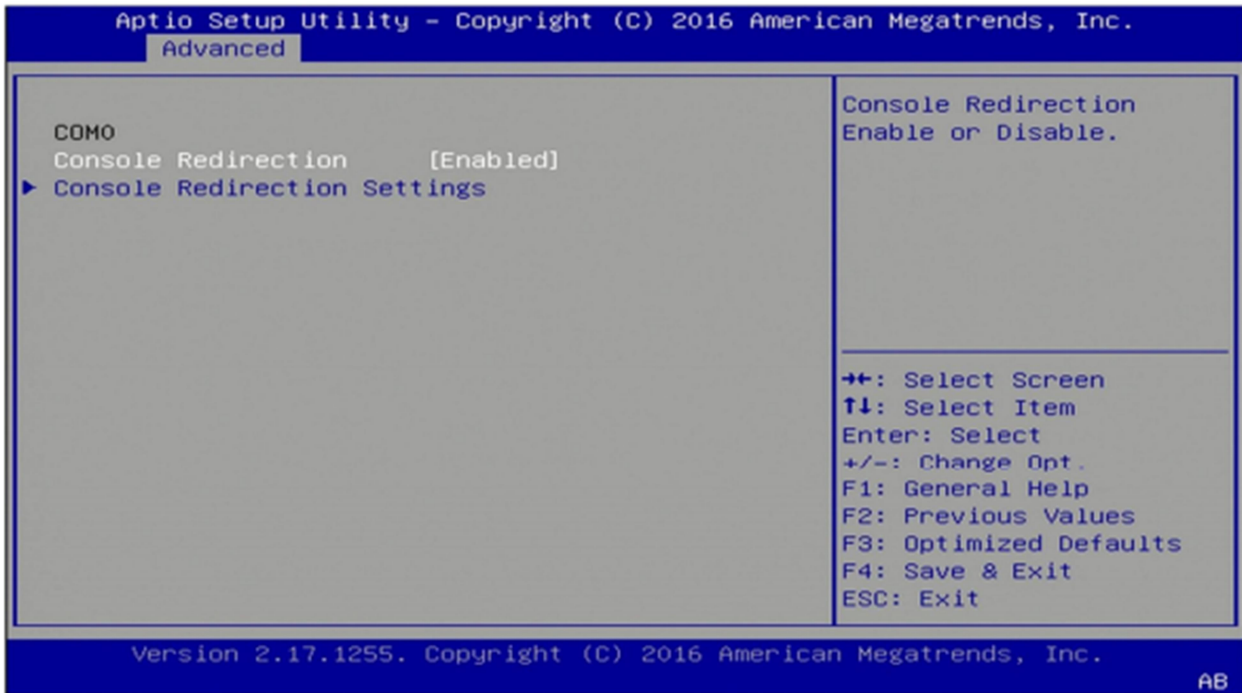 Aptio Setup Utility – Copyright (C) 2016 American Megatrends, Inc.
Advanced
COM0
Console Redirection [Enabled]
► Console Redirection Settings
Console Redirection
Enable or Disable.
→←: Select Screen
↑↓: Select Item
Enter: Select
+/-: Change Opt.
F1: General Help
F2: Previous Values
F3: Optimized Defaults
F4: Save & Exit
ESC: Exit
Version 2.17.1255. Copyright (C) 2016 American Megatrends, Inc.
AB